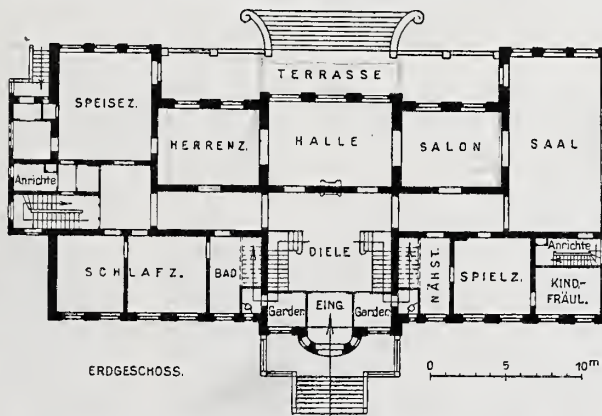 TERRASSE
SPEISEZ.
HERRENZ.
HALLE
SALON
SAAL
Anrichte
DIELE
SCHLAFZ.
BAD
NÄHST.
SPIELZ.
Anrichte
KIND.-
FRÄUL.
Garder.
EING.
Garder.
ERDGESCHOSS.
0 5 10 m